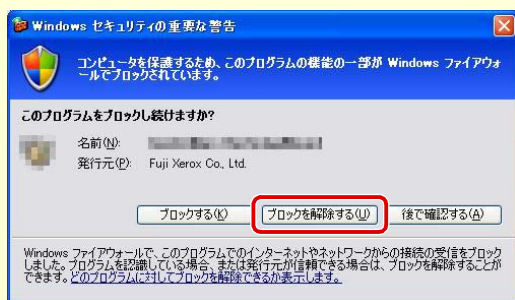 Windows セキュリティの重要な警告
コンピュータを保護するため、このプログラムの機能の一部が Windows ファイアウォ
ールでブロックされています。
このプログラムをブロックし続けますか?
名前(N):
発行元(P): Fuji Xerox Co., Ltd.
ブロックする(K) ブロックを解除する(U) 後で確認する(A)
Windows ファイアウォールで、このプログラムでのインターネットやネットワークからの接続の受信をブロック
しました。プログラムを認識している場合、または発行元が信頼できる場合は、ブロックを解除することが
できます。どのプログラムに対してブロックを解除できるか表示します。